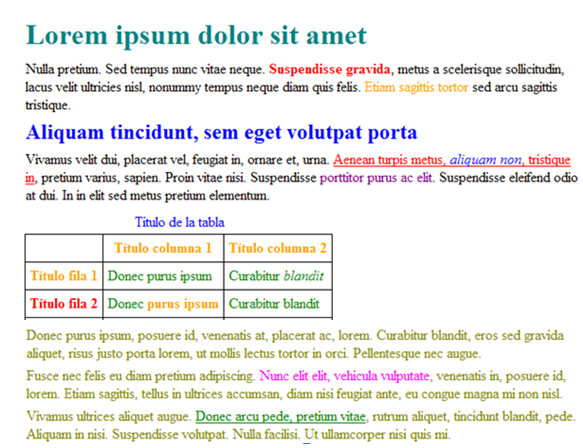 Lorem ipsum dolor sit amet
Nulla pretium. Sed tempus nunc vitae neque. Suspendisse gravida, metus a scelerisque sollicitudin,
lacus velit ultricies nisl, nonummy tempus neque diam quis felis. Etiam sagittis tortor sed arcu sagittis
tristique.
Aliquam tincidunt, sem eget volutpat porta
Vivamus velit dui, placerat vel, feugiat in, ornare et, urna. Aenean turpis metus, aliquam non, tristique
in, pretium varius, sapien. Proin vitae nisi. Suspendisse porttitor purus ac elit. Suspendisse eleifend odio
at dui. In in elit sed metus pretium elementum.
Titulo de la tabla
Título columna 1 Título columna 2
Título fila 1 Donec purus ipsum Curabitur blandit
Título fila 2 Donec purus ipsum Curabitur blandit
Donec purus ipsum, posuere id, venenatis at, placerat ac, lorem. Curabitur blandit, eros sed gravida
aliquet, risus justo porta lorem, ut mollis lectus tortor in orci. Pellentesque nec augue.
Fusce nec felis eu diam pretium adipiscing. Nunc elit elit, vehicula vulputate, venenatis in, posuere id,
lorem. Etiam sagittis, tellus in ultrices accumsan, diam nisi feugiat ante, eu congue magna mi non nisl.
Vivamus ultrices aliquet augue. Donec arcu pede, pretium vitae, rutrum aliquet, tincidunt blandit, pede.
Aliquam in nisi. Suspendisse volutpat. Nulla facilisi. Ut ullamcorper nisi quis mi.